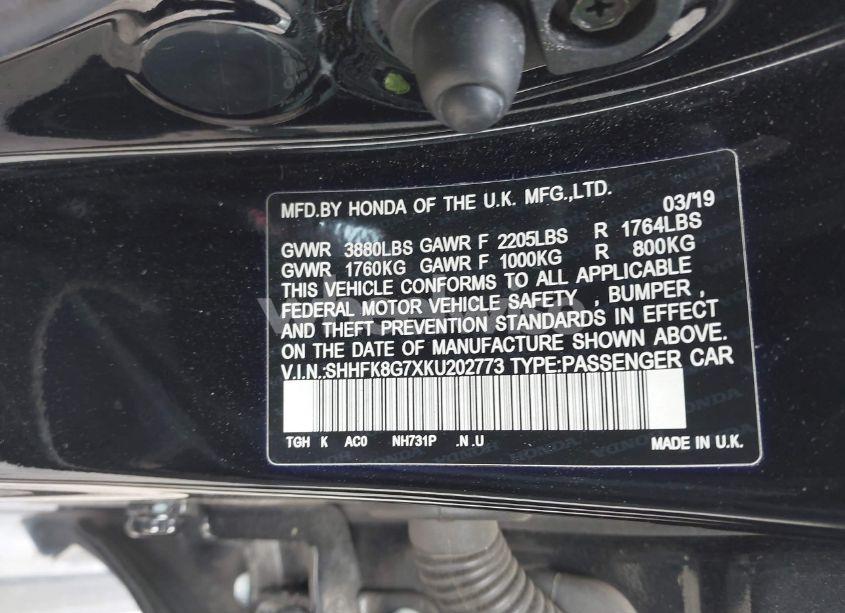 MFD.BY HONDA OF THE U.K. MFG.,LTD. 03/19
GVWR 3880LBS GAWR F 2205LBS R 1764LBS
GVWR 1760KG GAWR F 1000KG R 800KG
THIS VEHICLE CONFORMS TO ALL APPLICABLE
FEDERAL MOTOR VEHICLE SAFETY , BUMPER ,
AND THEFT PREVENTION STANDARDS IN EFFECT
ON THE DATE OF MANUFACTURE SHOWN ABOVE.
V.I.N.:SHHFK8G7XKU202773 TYPE:PASSENGER CAR
TGH K AC0 NH731P .N .U
MADE IN U.K.